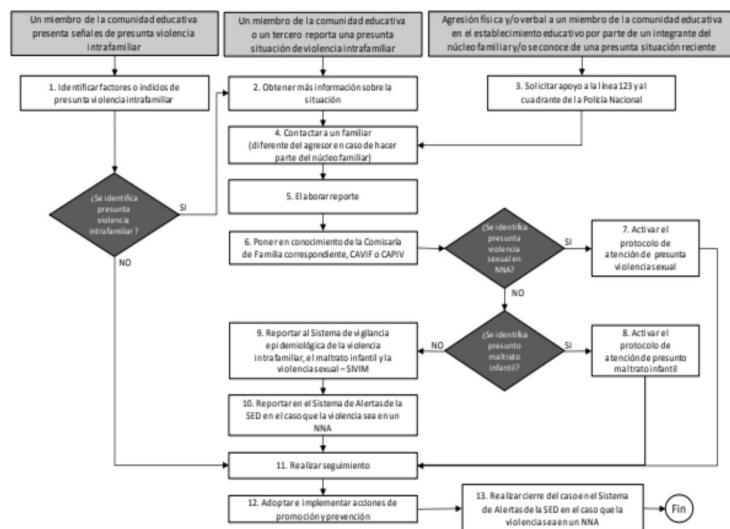 Un miembro de la comunidad educativa
presenta señales de presunta violencia
intrafamiliar
Un miembro de la comunidad educativa
o un tercero reporta una presunta
situación de violencia intrafamiliar
Agresión física y/o verbal a un miembro de la comunidad educativa
en el establecimiento educativo por parte de un integrante del
núcleo familiar y/o se conoce de una presunta situación reciente
1. Identificar factores o indicios de
presunta violencia intrafamiliar
2. Obtener más información sobre la
situación
3. Solicitar apoyo a la línea 123 y al
cuadrante de la Policía Nacional
4. Contactar a un familiar
(diferente del agresor en caso de hacer
parte del núcleo familiar)
¿Se identifica
presunta
violencia
intrafamiliar?
SI
NO
5. Elaborar reporte
6. Poner en conocimiento de la Comisaría
de Familia correspondiente, CAVIF o CAPIV
¿Se identifica
presunta
violencia
sexual en
NNA?
SI
NO
7. Activar el
protocolo de
atención de presunta
violencia sexual
¿Se identifica
presunto
maltrato
infantil?
SI
NO
8. Activar el
protocolo de
atención de presunto
maltrato infantil
9. Reportar al Sistema de vigilancia
epidemiológica de la violencia
intrafamiliar, el maltrato infantil y la
violencia sexual – SIVIM
10. Reportar en el Sistema de Alertas de la
SED en el caso que la violencia sea en un
NNA
11. Realizar seguimiento
12. Adoptar e implementar acciones de
promoción y prevención
13. Realizar cierre del caso en el Sistema
de Alertas de la SED en el caso que la
violencia sea en un NNA
Fin